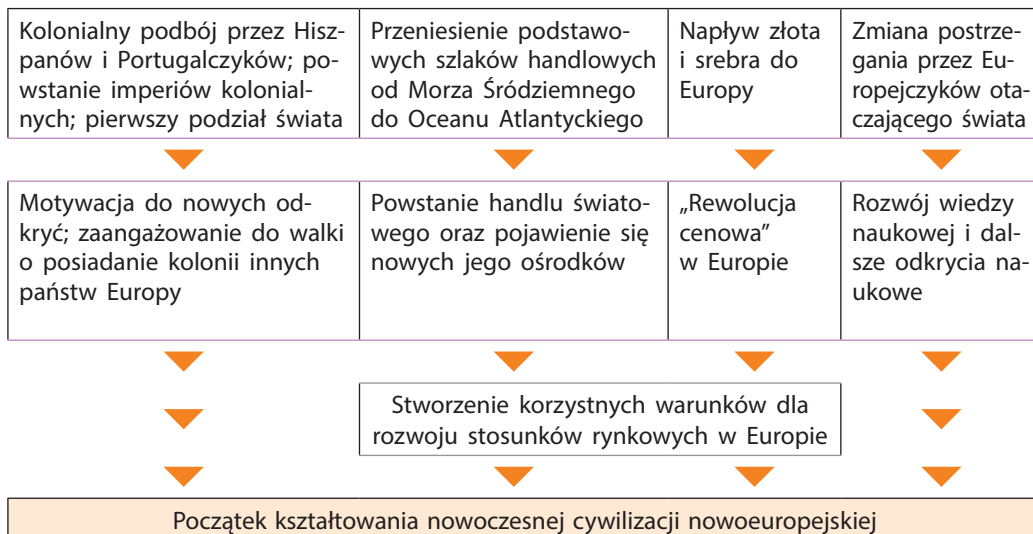 Kolonialny podbój przez Hisz-
panów i Portugalczyków; po-
wstanie imperiów kolonial-
nych; pierwszy podział świata
Przeniesienie podstawo-
wych szlaków handlowych
od Morza Śródziemnego
do Oceanu Atlantyckiego
Napływ złota
i srebra do
Europy
Zmiana postrze-
gania przez Eu-
ropejczyków ota-
czającego świata
Motywacja do nowych od-
kryć; zaangażowanie do walki
o posiadanie kolonii innych
państw Europy
Powstanie handlu świato-
wego oraz pojawienie się
nowych jego ośrodków
„Rewolucja
cenowa”
w Europie
Rozwój wiedzy
naukowej i dal-
sze odkrycia na-
ukowe
Stworzenie korzystnych warunków dla
rozwoju stosunków rynkowych w Europie
Początek kształtowania nowoczesnej cywilizacji nowoeuropejskiej